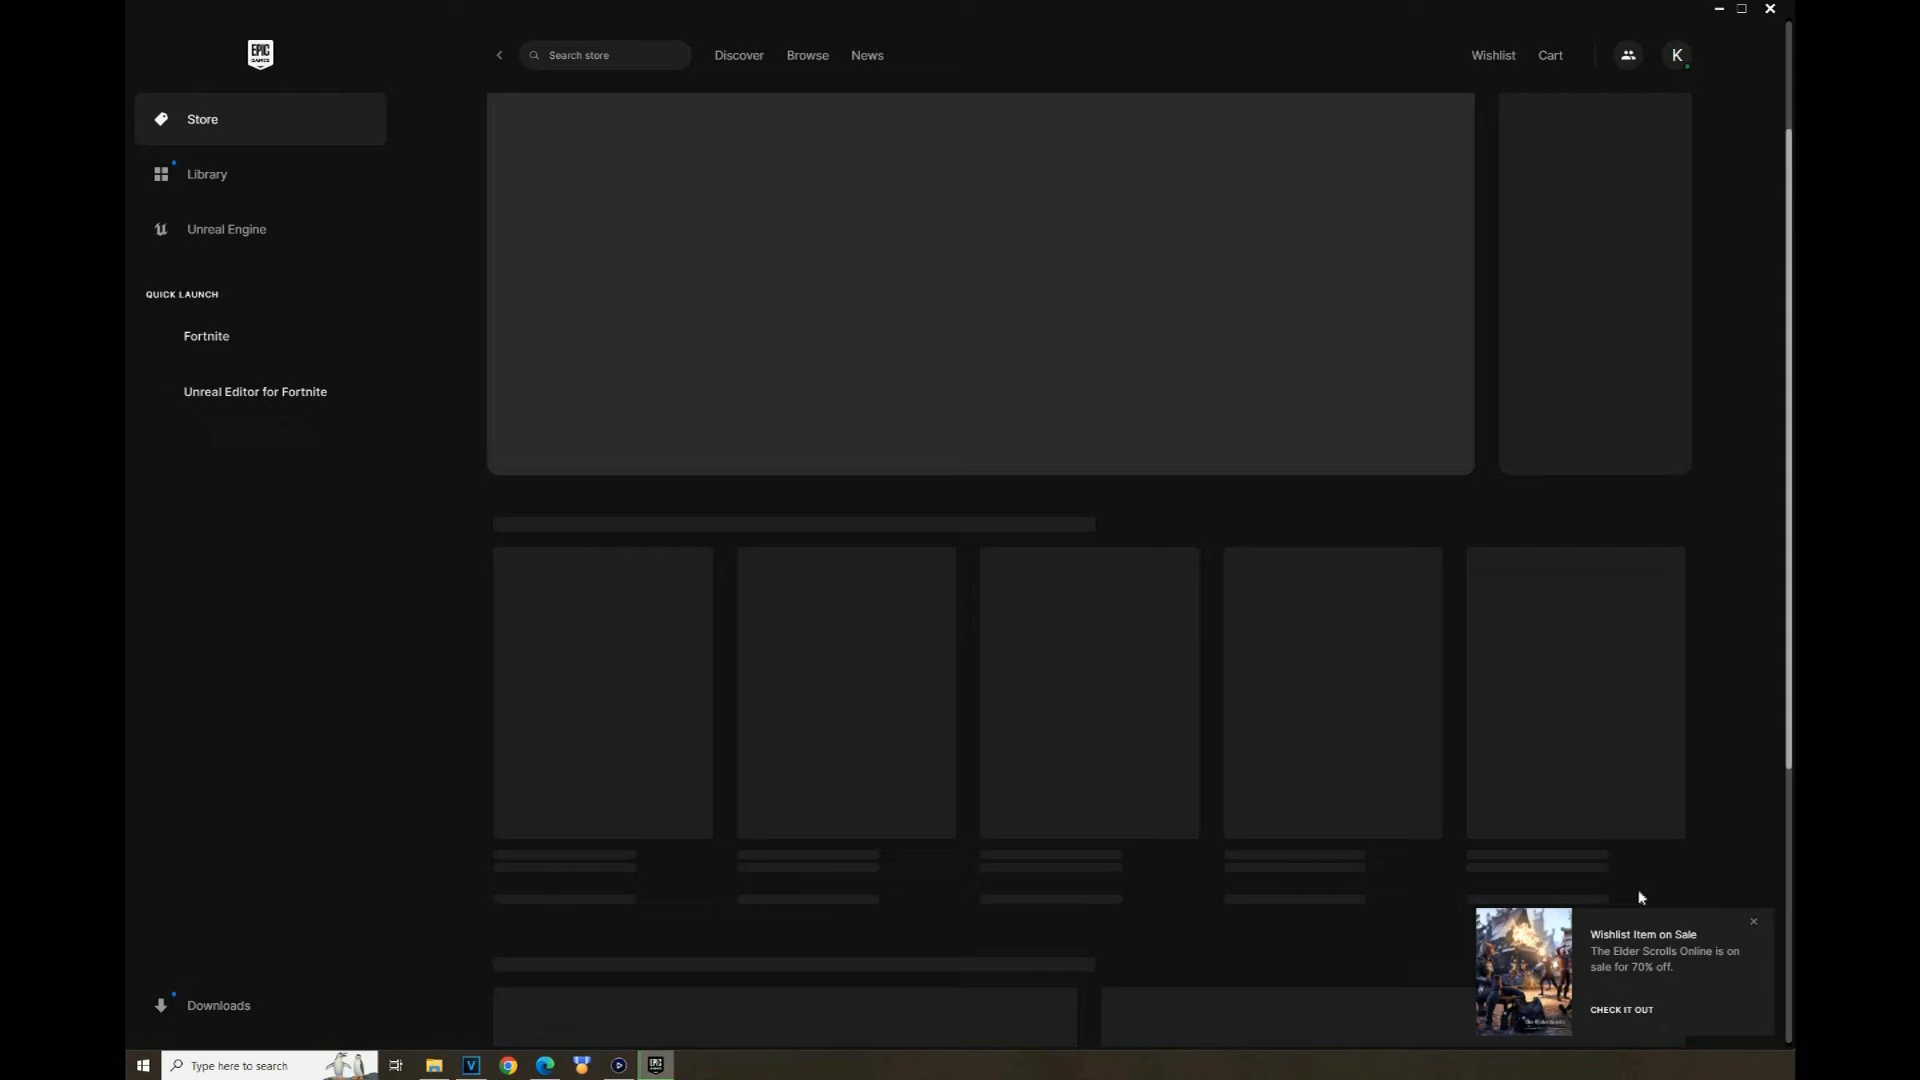 EPIC
GAMES
Search store
Discover
Browse
News
Wishlist
Cart
K
Store
Library
Unreal Engine
QUICK LAUNCH
Fortnite
Unreal Editor for Fortnite
Wishlist Item on Sale
The Elder Scrolls Online is on
sale for 70% off.
CHECK IT OUT
Downloads
Type here to search
V